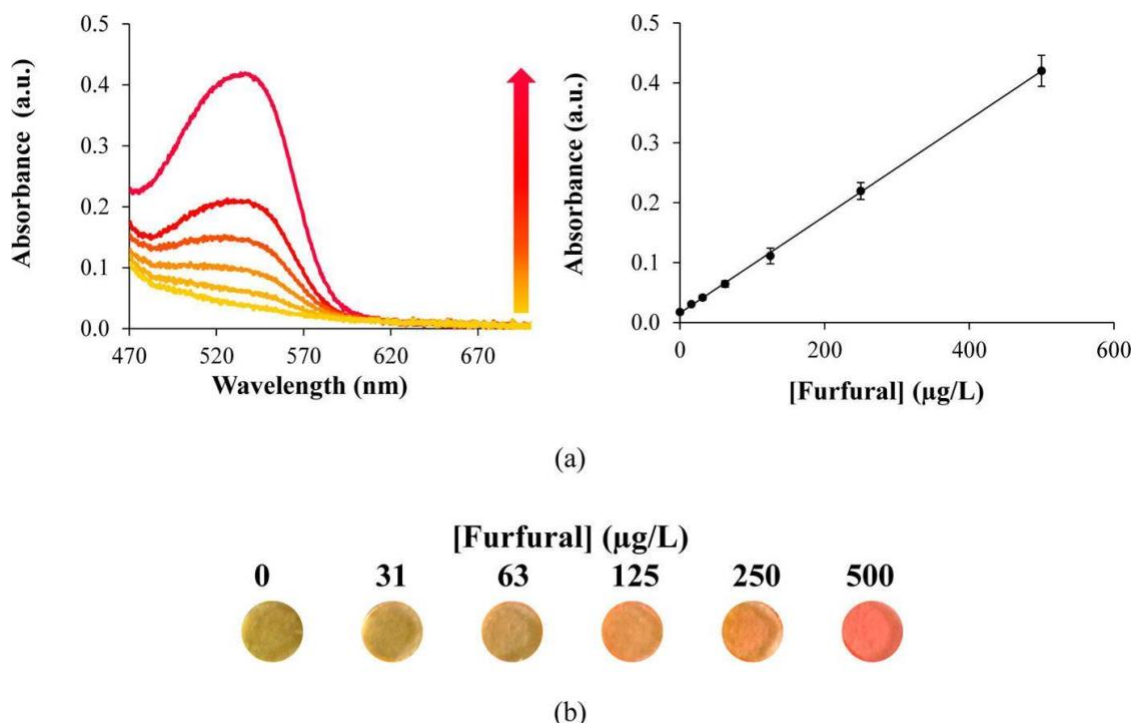 0.5
0.4
0.3
0.2
0.1
0.0
Absorbance (a.u.)
470
520
570
620
670
Wavelength (nm)
0.5
0.4
0.3
0.2
0.1
0.0
Absorbance (a.u.)
0
200
400
600
[Furfural] (µg/L)
(a)
[Furfural] (µg/L)
0 31 63 125 250 500
(b)